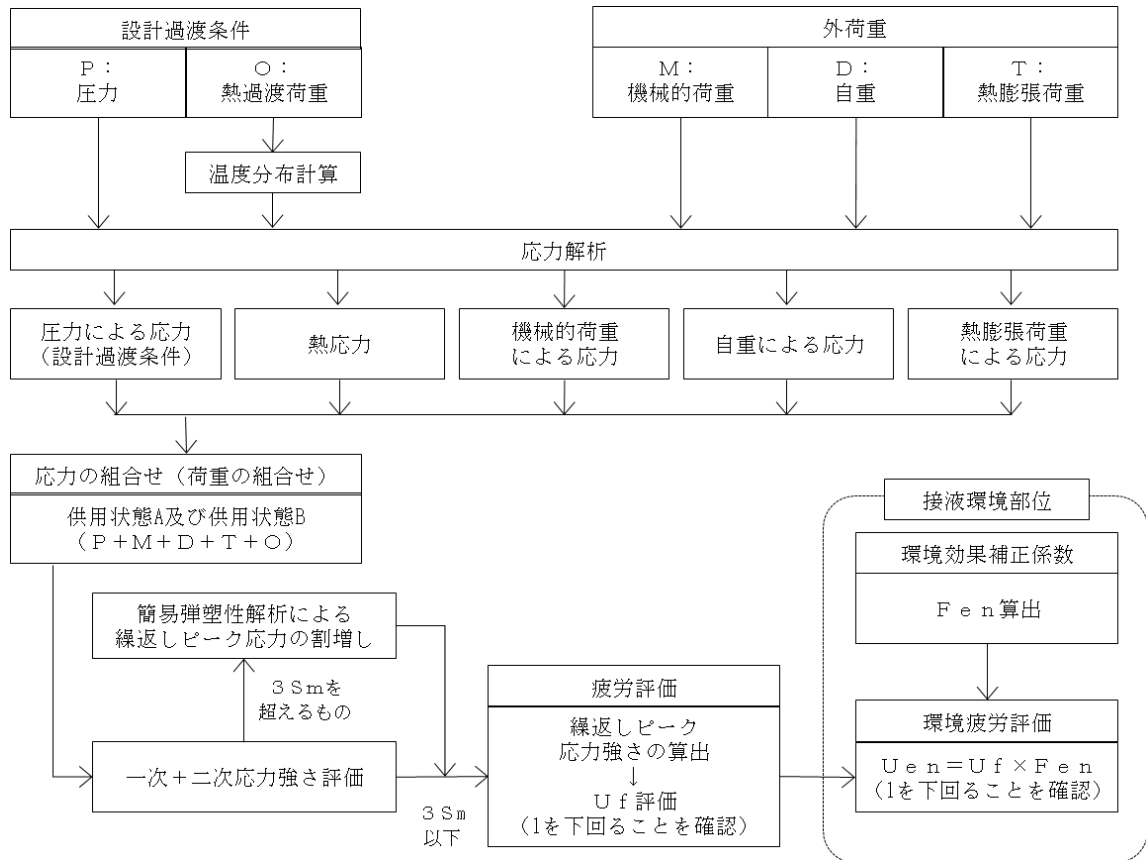 設計過渡条件
P：
圧力
O：
熱過渡荷重
外荷重
M：
機械的荷重
D：
自重
T：
熱膨張荷重
温度分布計算
応力解析
圧力による応力
（設計過渡条件）
熱応力
機械的荷重
による応力
自重による応力
熱膨張荷重
による応力
応力の組合せ（荷重の組合せ）
供用状態A及び供用状態B
（P＋M＋D＋T＋O）
簡易弾塑性解析による
繰返しピーク応力の割増し
３Ｓｍを
超えるもの
一次＋二次応力強さ評価
３Ｓｍ
以下
疲労評価
繰返しピーク
応力強さの算出
↓
Ｕｆ評価
（1を下回ることを確認）
接液環境部位
環境効果補正係数
Ｆｅｎ算出
環境疲労評価
Ｕｅｎ＝Ｕｆ×Ｆｅｎ
（1を下回ることを確認）